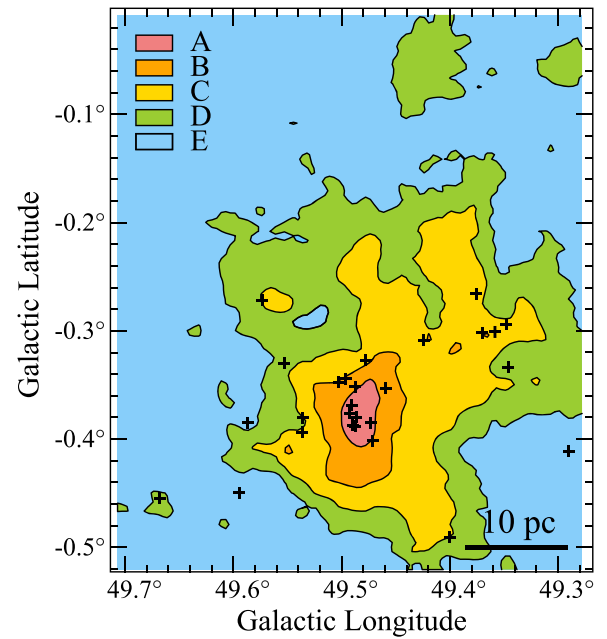 A
B
C
D
E
-0.1°
-0.2°
-0.3°
-0.4°
-0.5°
Galactic Latitude
10 pc
49.7° 49.6° 49.5° 49.4° 49.3°
Galactic Longitude